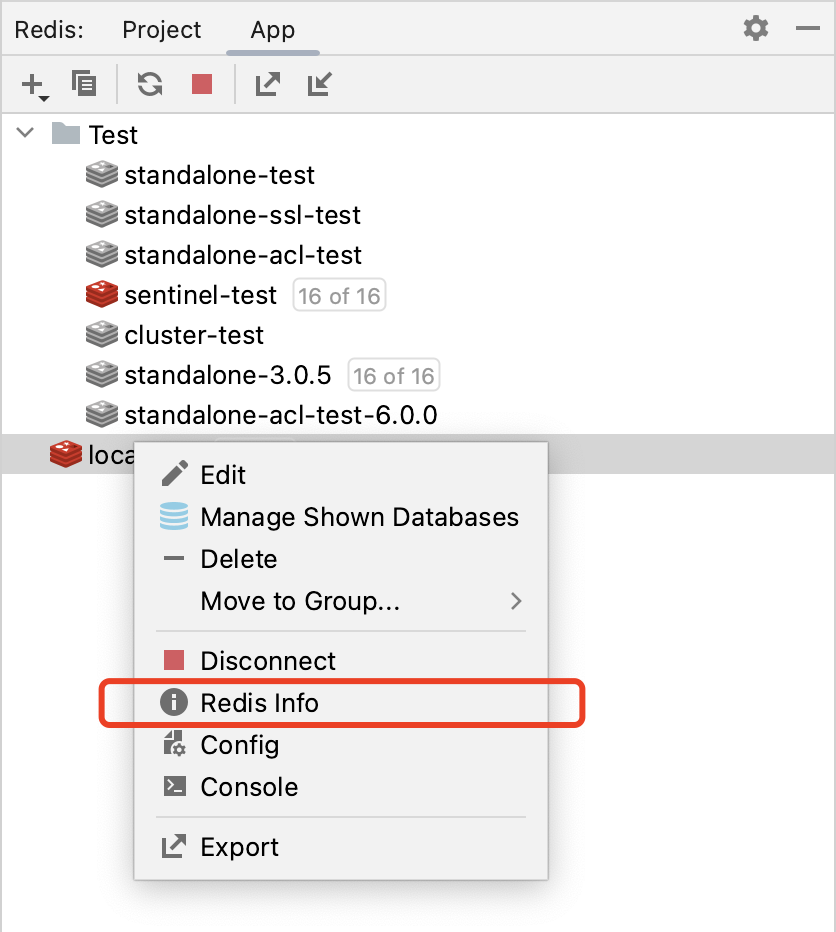 Redis: Project App
Test
standalone-test
standalone-ssl-test
standalone-acl-test
sentinel-test 16 of 16
cluster-test
standalone-3.0.5 16 of 16
standalone-acl-test-6.0.0
Edit
Manage Shown Databases
Delete
Move to Group...
Disconnect
Redis Info
Config
Console
Export